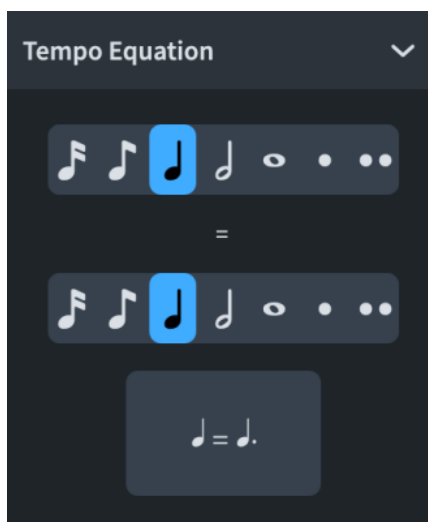 Tempo Equation
=
♩ = ♩.